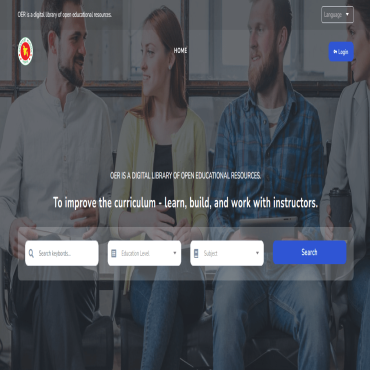 OER is a digital library of open educational resources.
Language
HOME
Login
OER IS A DIGITAL LIBRARY OF OPEN EDUCATIONAL RESOURCES.
To improve the curriculum - learn, build, and work with instructors.
Search keybords...
Education Level
Subject
Search